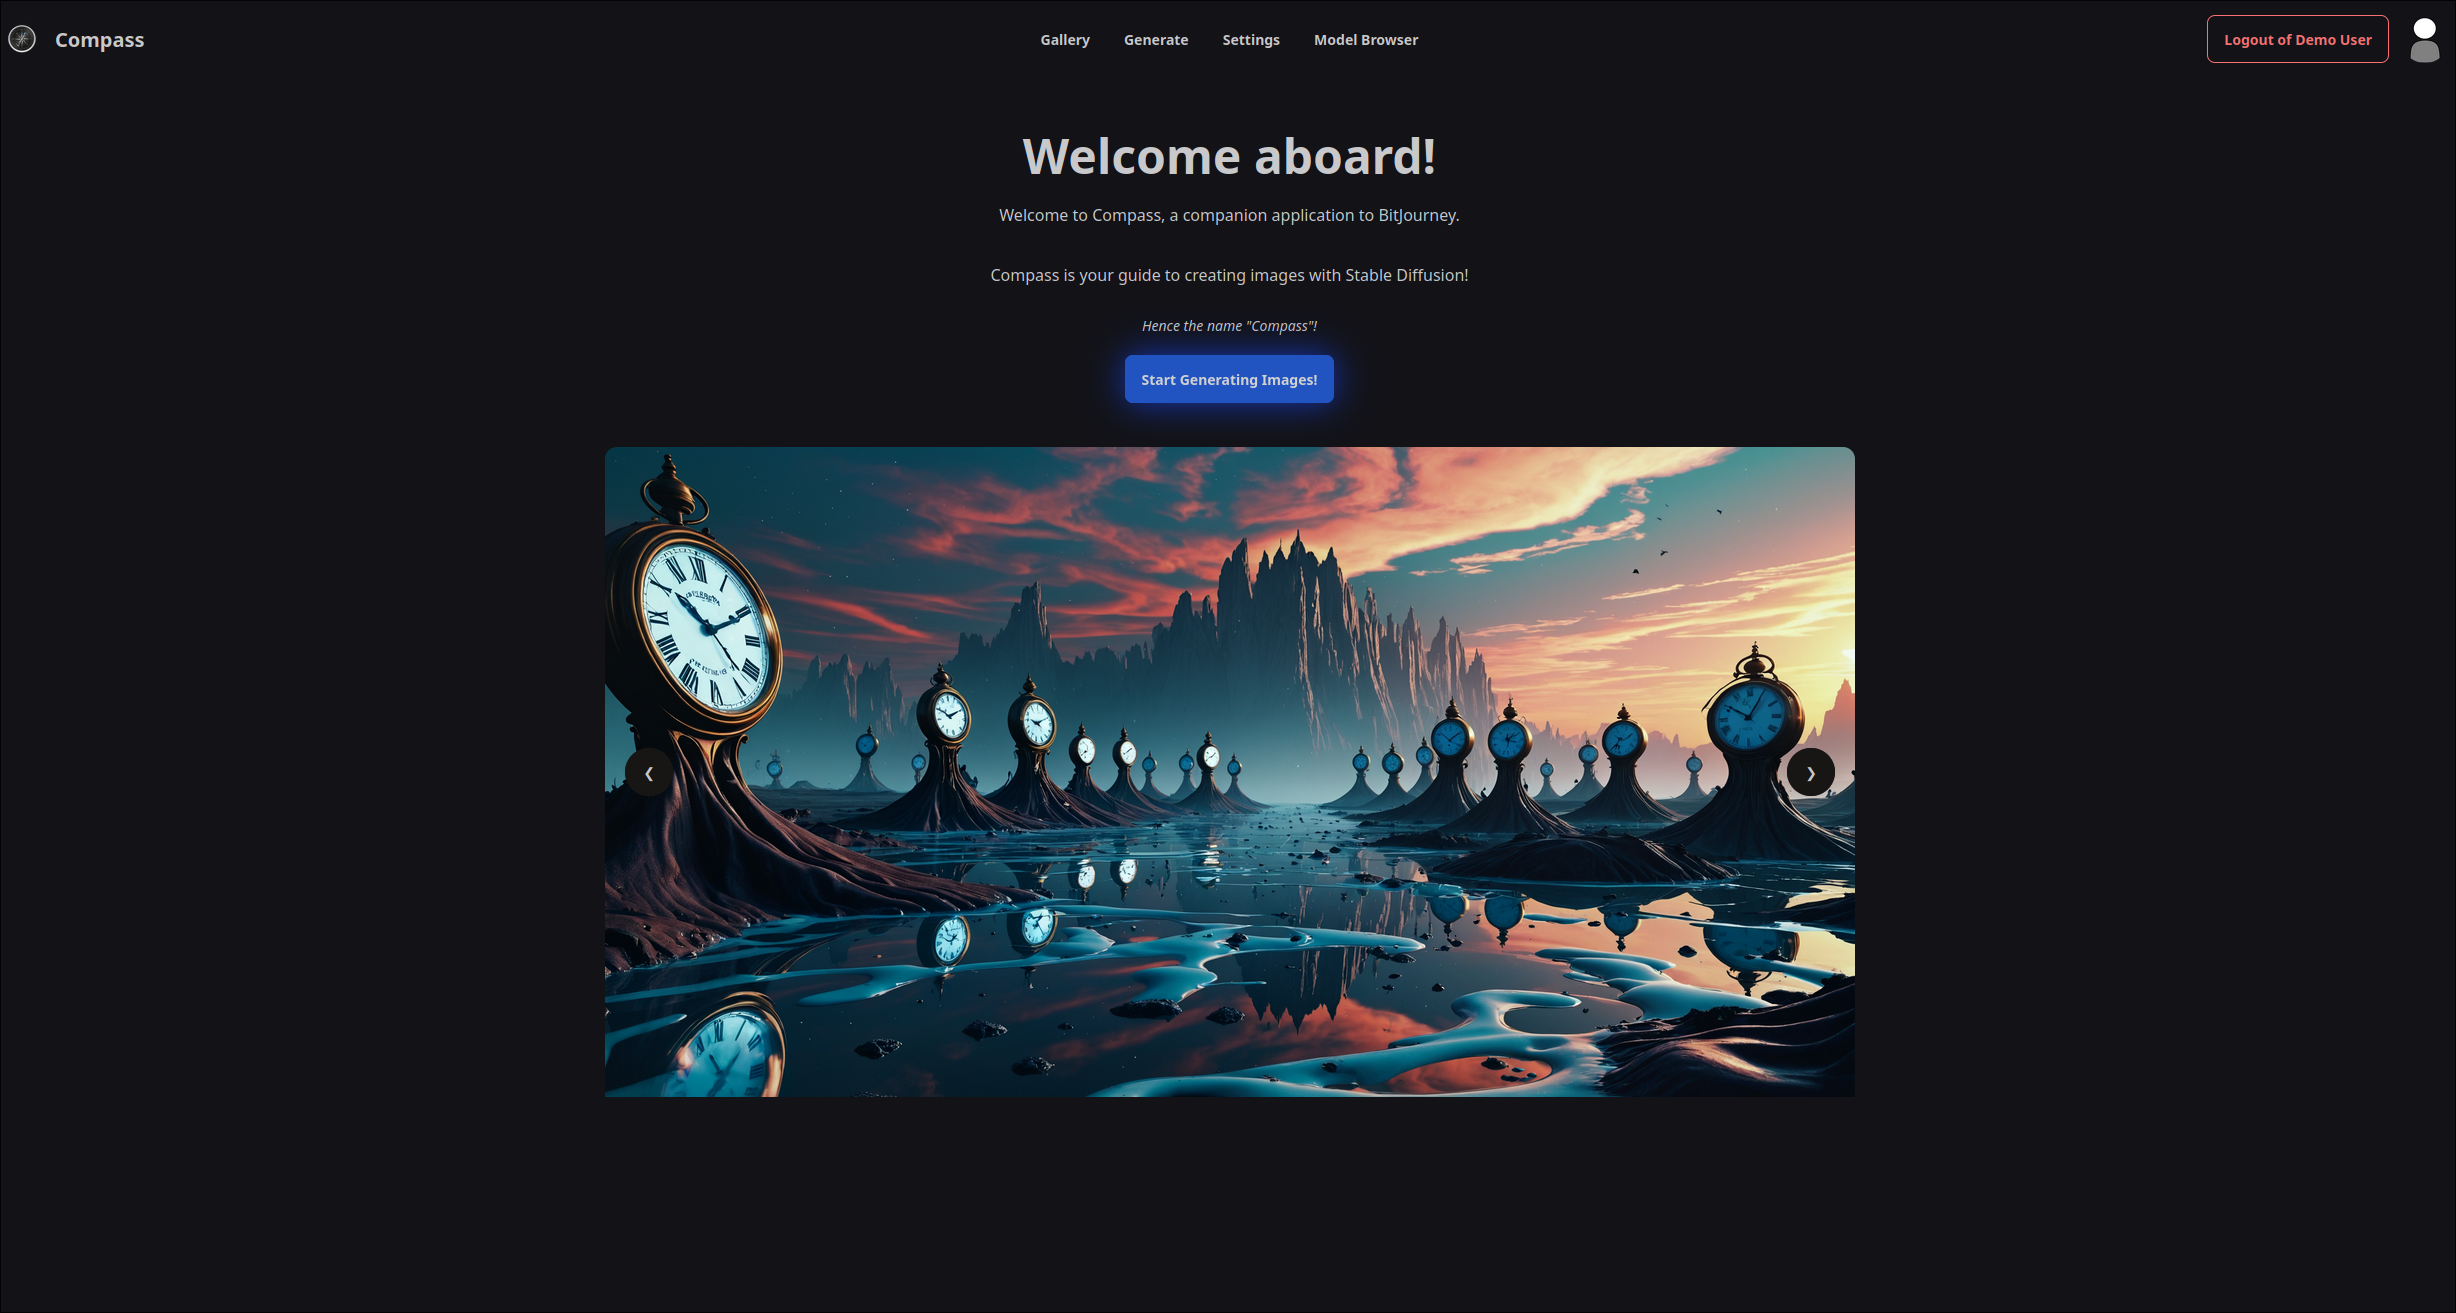 Compass
Gallery Generate Settings Model Browser
Logout of Demo User
Welcome aboard!
Welcome to Compass, a companion application to BitJourney.
Compass is your guide to creating images with Stable Diffusion!
Hence the name "Compass"!
Start Generating Images!